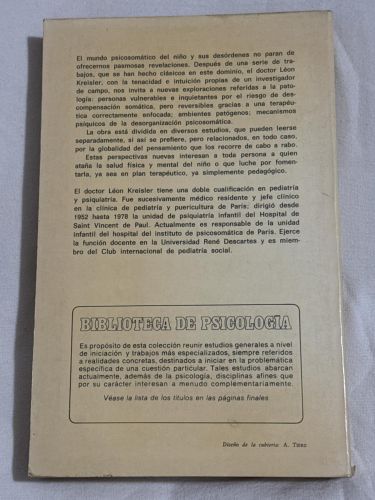 El mundo psicosomático del niño y sus desórdenes no paran de
ofrecernos pasmosas revelaciones. Después de una serie de tra-
bajos, que se han hecho clásicos en este dominio, el doctor Léon
Kreisler, con la tenacidad e intuición propias de un investigador
de campo, nos invita a nuevas exploraciones referidas a la pato-
logía: personas vulnerables e inquietantes por el riesgo de des-
compensación somática, pero reversibles gracias a una terapéu-
tica correctamente enfocada; ambientes patógenos; mecanismos
psíquicos de la desorganización psicosomática.
La obra está dividida en diversos estudios, que pueden leerse
separadamente, si así se prefiere, pero relacionados, en todo caso,
por la globalidad del pensamiento que los recorre de cabo a rabo.
Estas perspectivas nuevas interesan a toda persona a quien
ataña la salud física y mental del niño o que luche por fomen-
tarla, ya sea en plan terapéutico, ya simplemente pedagógico.
El doctor Léon Kreisler tiene una doble cualificación en pediatría
y psiquiatría. Fue sucesivamente médico residente y jefe clínico
en la clínica de pediatría y puericultura de París; dirigió desde
1952 hasta 1978 la unidad de psiquiatría infantil del Hospital de
Saint Vincent de Paul. Actualmente es responsable de la unidad
infantil del hospital del instituto de psicosomática de París. Ejerce
la función docente en la Universidad René Descartes y es miem-
bro del Club internacional de pediatría social.
BIBLIOTECA DE PSICOLOGÍA
Es propósito de esta colección reunir estudios generales a nivel
de iniciación y trabajos más especializados, siempre referidos
a realidades concretas, destinados a iniciar en la problemática
específica de una cuestión particular. Tales estudios abarcan
actualmente, además de la psicología, disciplinas afines que
por su carácter interesan a menudo complementariamente.
Véase la lista de los títulos en las páginas finales
Diseño de la cubierta: A. Tierz